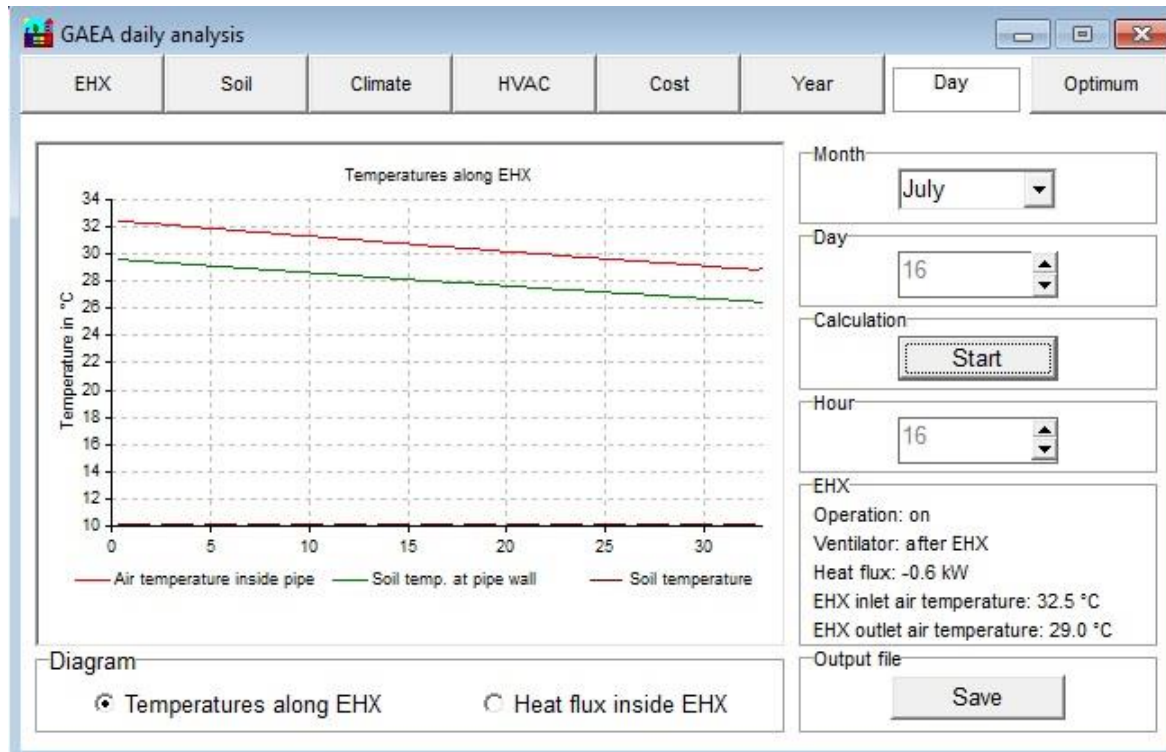 GAEA daily analysis
EHX Soil Climate HVAC Cost Year Day Optimum
Temperatures along EHX
Temperature in °C
34
32
30
28
26
24
22
20
18
16
14
12
10
0 5 10 15 20 25 30
Air temperature inside pipe Soil temp. at pipe wall Soil temperature
Diagram
Temperatures along EHX Heat flux inside EHX
Month
July
Day
16
Calculation
Start
Hour
16
EHX
Operation: on
Ventilator: after EHX
Heat flux: -0.6 kW
EHX inlet air temperature: 32.5 °C
EHX outlet air temperature: 29.0 °C
Output file
Save